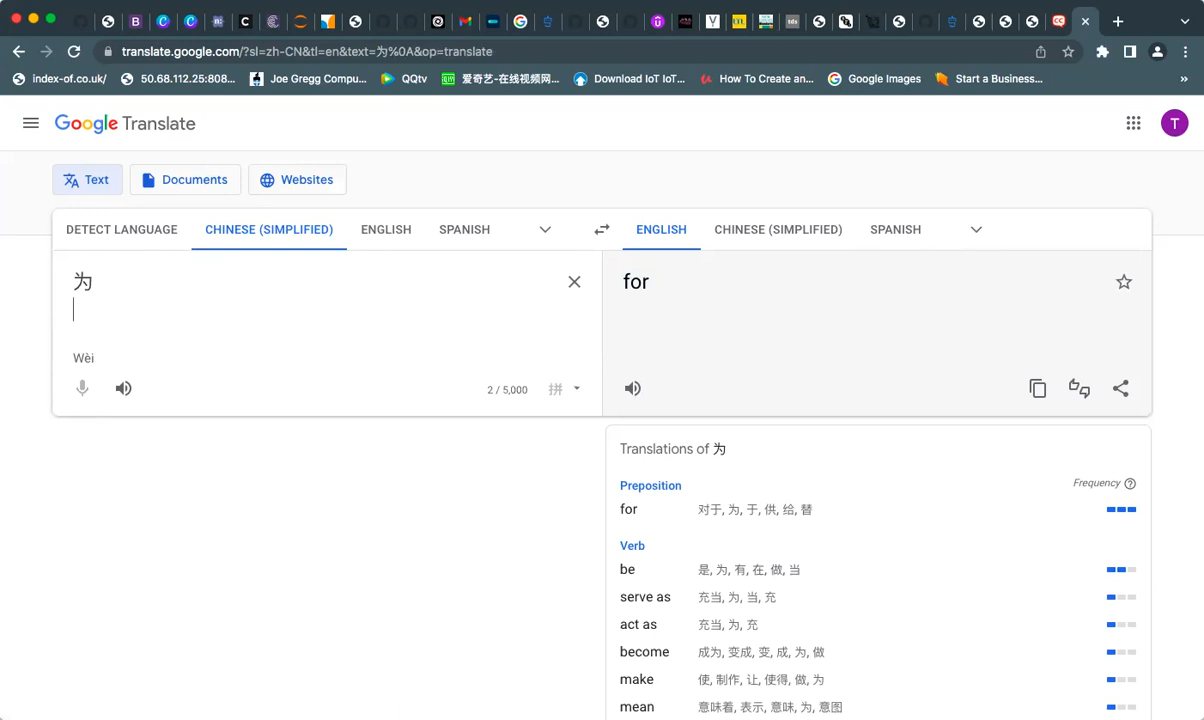 translate.google.com/?sl=zh-CN&tl=en&text=为%0A&op=translate
index-of.co.uk/ 50.68.112.25:808... Joe Gregg Compu... QQtv 爱奇艺-在线视频网... Download IoT IoT... How To Create an... Google Images Start a Business... »
Google Translate
T
Text Documents Websites
DETECT LANGUAGE CHINESE (SIMPLIFIED) ENGLISH SPANISH ENGLISH CHINESE (SIMPLIFIED) SPANISH
为
for
Wèi
2 / 5,000 拼
Translations of 为
Preposition Frequency
for 对于, 为, 于, 供, 给, 替
Verb
be 是, 为, 有, 在, 做, 当
serve as 充当, 为, 当, 充
act as 充当, 为, 充
become 成为, 变成, 变, 成, 为, 做
make 使, 制作, 让, 使得, 做, 为
mean 意味着, 表示, 意味, 为, 意图